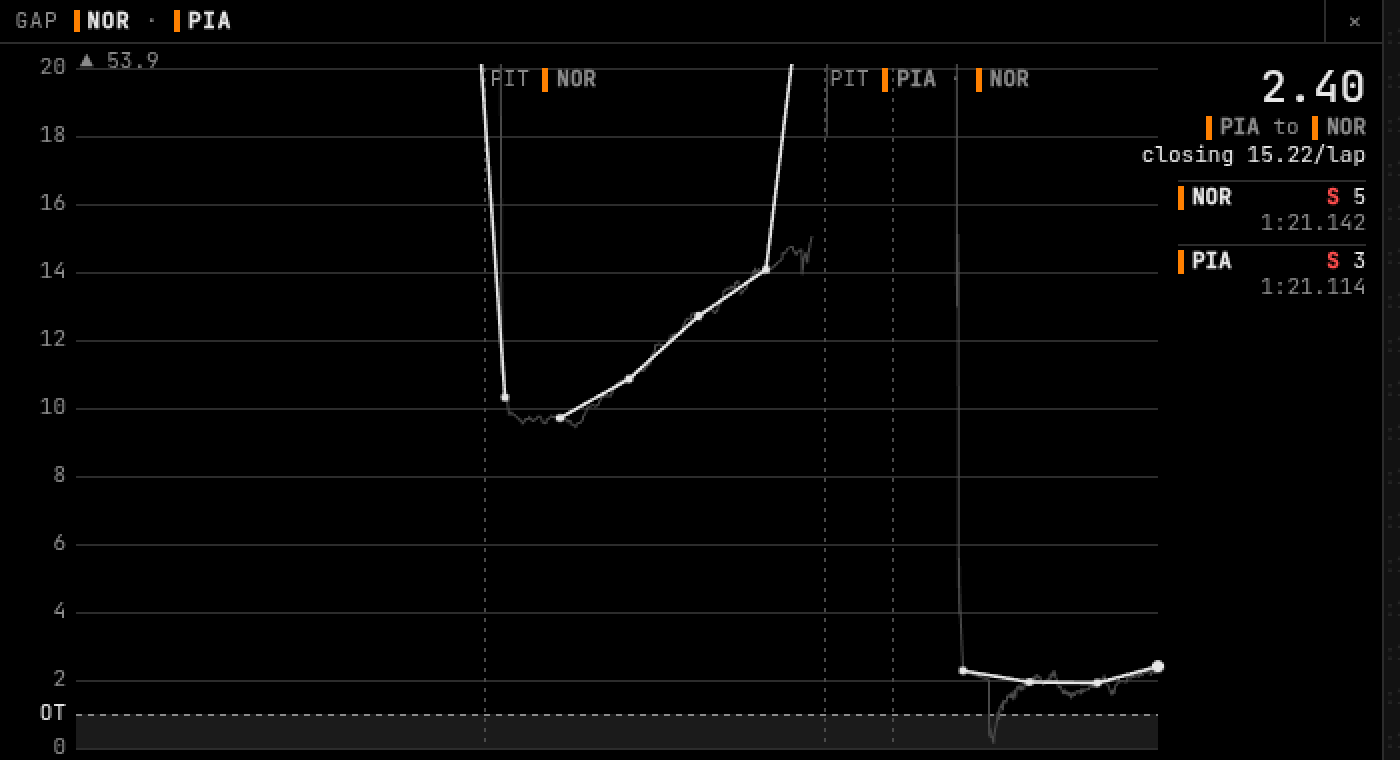 GAP NOR · PIA ×
20 ▲ 53.9
PIT NOR
PIT PIA · NOR
2.40
PIA to NOR
closing 15.22/lap
NOR S 5
1:21.142
PIA S 3
1:21.114
18
16
14
12
10
8
6
4
2
OT
0